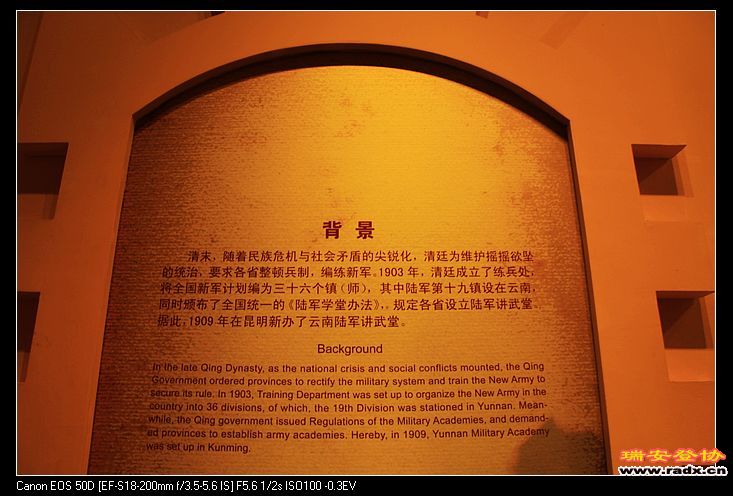 背 景
清末，随着民族危机与社会矛盾的尖锐化，清廷为维护摇摇欲坠
的统治，要求各省整顿兵制，编练新军。1903 年，清廷成立了练兵处，
将全国新军计划编为三十六个镇（师），其中陆军第十九镇设在云南，
同时颁布了全国统一的《陆军学堂办法》，规定各省设立陆军讲武堂。
据此，1909 年在昆明新办了云南陆军讲武堂。
Background
In the late Qing Dynasty, as the national crisis and social conflicts mounted, the Qing
Government ordered provinces to rectify the military system and train the New Army to
secure its rule. In 1903, Training Department was set up to organize the New Army in the
country into 36 divisions, of which, the 19th Division was stationed in Yunnan. Mean-
while, the Qing government issued Regulations of the Military Academies, and demand-
ed provinces to establish army academies. Hereby, in 1909, Yunnan Military Academy
was set up in Kunming.
瑞安登协
www.radx.cn
Canon EOS 50D [EF-S18-200mm f/3.5-5.6 IS] F5.6 1/2s ISO100 -0.3EV